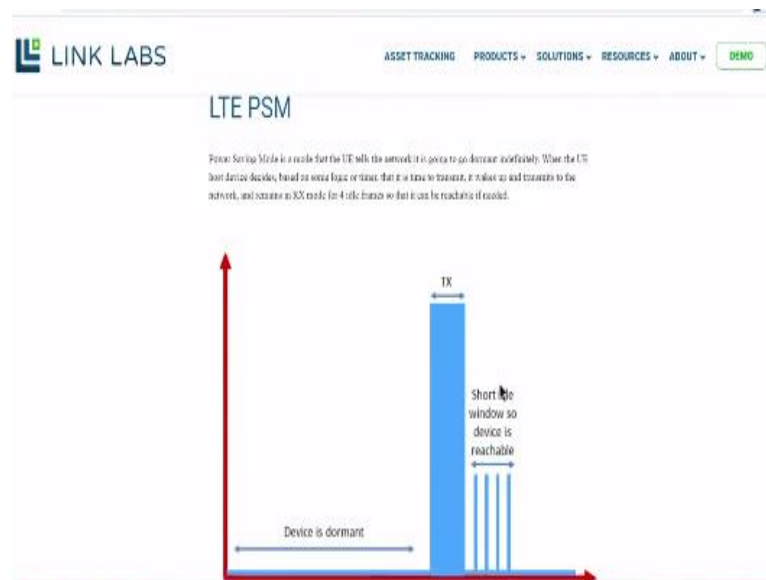 LINK LABS
ASSET TRACKING PRODUCTS SOLUTIONS RESOURCES ABOUT DEMO
LTE PSM
Power Saving Mode is a mode that the UE tells the network it is going to go dormant indefinitely. When the UE
host device decides, based on some logic or timer, that it is time to transmit, it wakes up and transmits to the
network, and remains in RX mode for 4 idle frames so that it can be reachable if needed.
TX
Short idle
window so
device is
reachable
Device is dormant